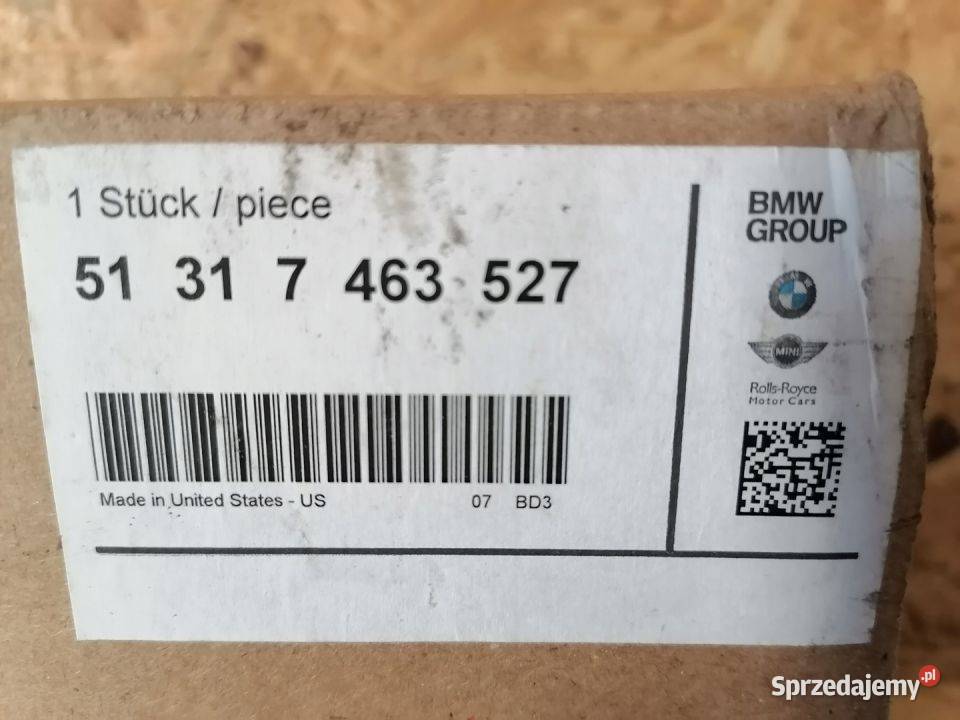 1 Stück / piece
51 31 7 463 527
Made in United States - US
07 BD3
BMW
GROUP
BMW
MINI
Rolls-Royce
Motor Cars
Sprzedajemy.pl